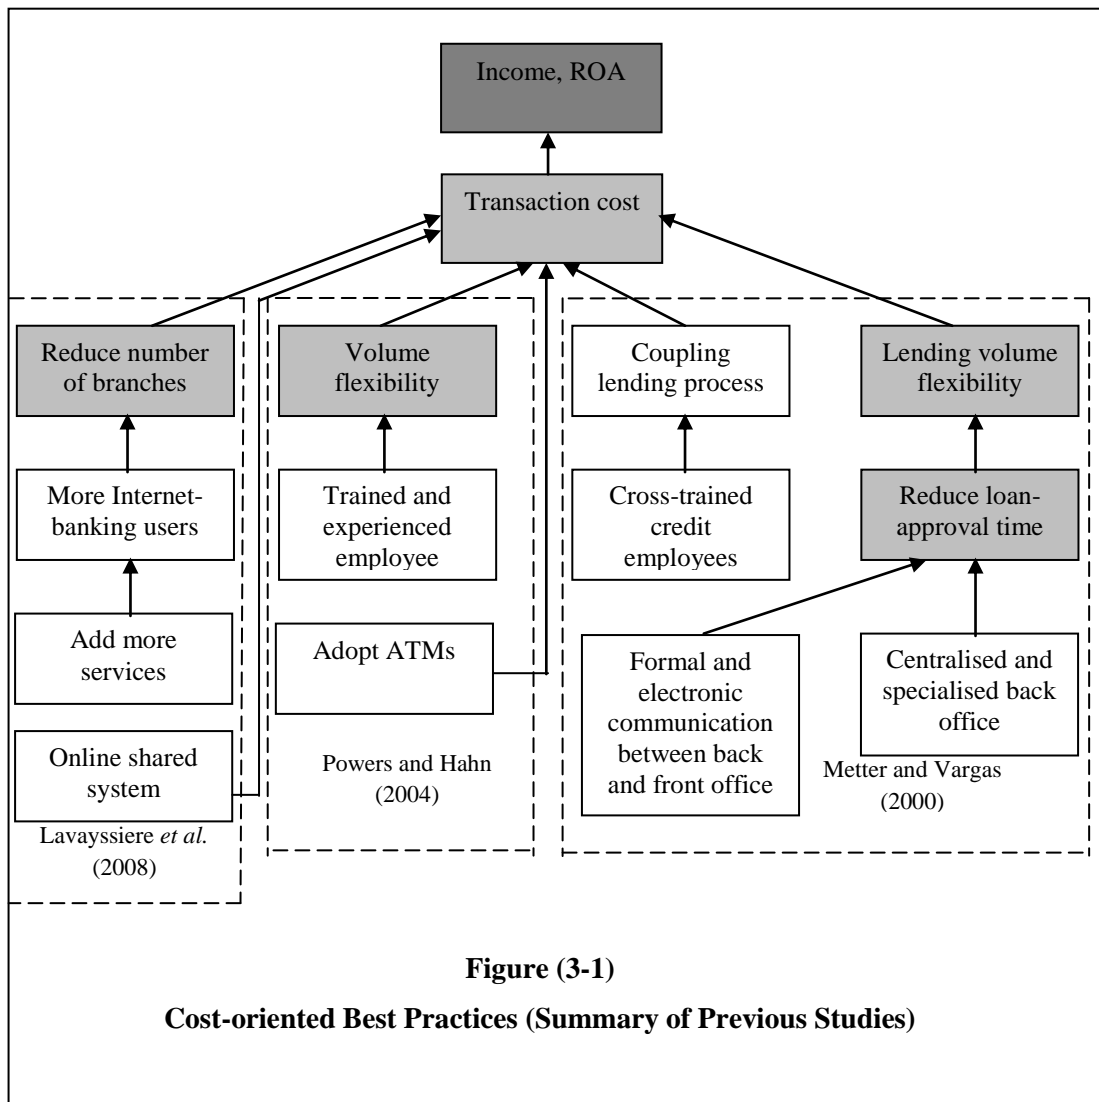 Income, ROA
Transaction cost
Reduce number
of branches
Volume
flexibility
Coupling
lending process
Lending volume
flexibility
More Internet-
banking users
Trained and
experienced
employee
Cross-trained
credit
employees
Reduce loan-
approval time
Add more
services
Adopt ATMs
Formal and
electronic
communication
between back
and front office
Centralised and
specialised back
office
Online shared
system
Lavayssiere et al.
(2008)
Powers and Hahn
(2004)
Metter and Vargas
(2000)
Figure (3-1)
Cost-oriented Best Practices (Summary of Previous Studies)